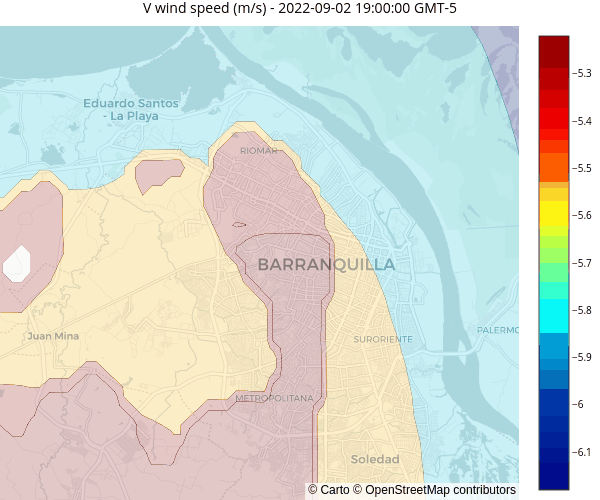 V wind speed (m/s) - 2022-09-02 19:00:00 GMT-5
Eduardo Santos
- La Playa
RIOMAR
BARRANQUILLA
Juan Mina
SURORIENTE
PALERMO
METROPOLITANA
Soledad
© Carto © OpenStreetMap contributors
−5.3
−5.4
−5.5
−5.6
−5.7
−5.8
−5.9
−6
−6.1